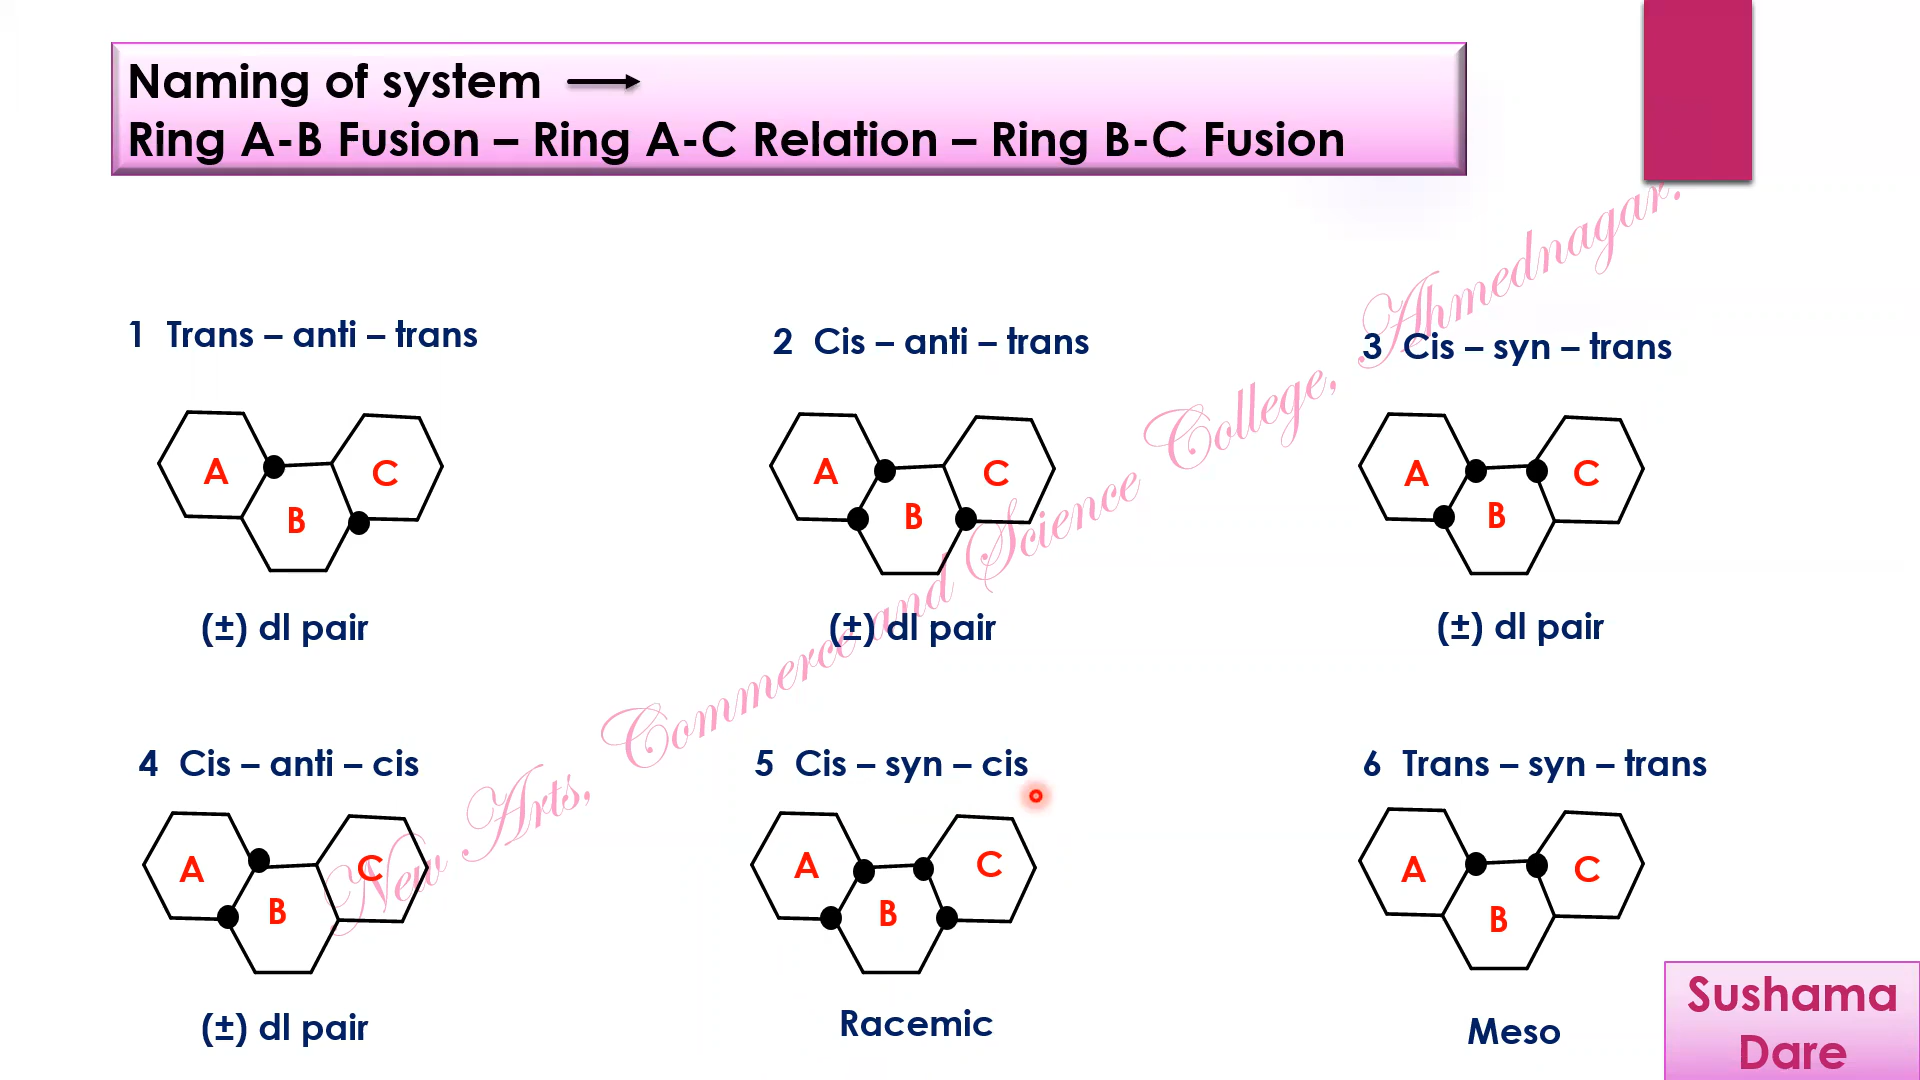 Naming of system
Ring A-B Fusion – Ring A-C Relation – Ring B-C Fusion
1 Trans – anti – trans
2 Cis – anti – trans
3 Cis – syn – trans
A
B
C
A
B
C
A
B
C
(±) dl pair
(±) dl pair
(±) dl pair
4 Cis – anti – cis
5 Cis – syn – cis
6 Trans – syn – trans
A
B
C
A
B
C
A
B
C
(±) dl pair
Racemic
Meso
New Arts, Commerce and Science College, Ahmednagar.
Sushama
Dare